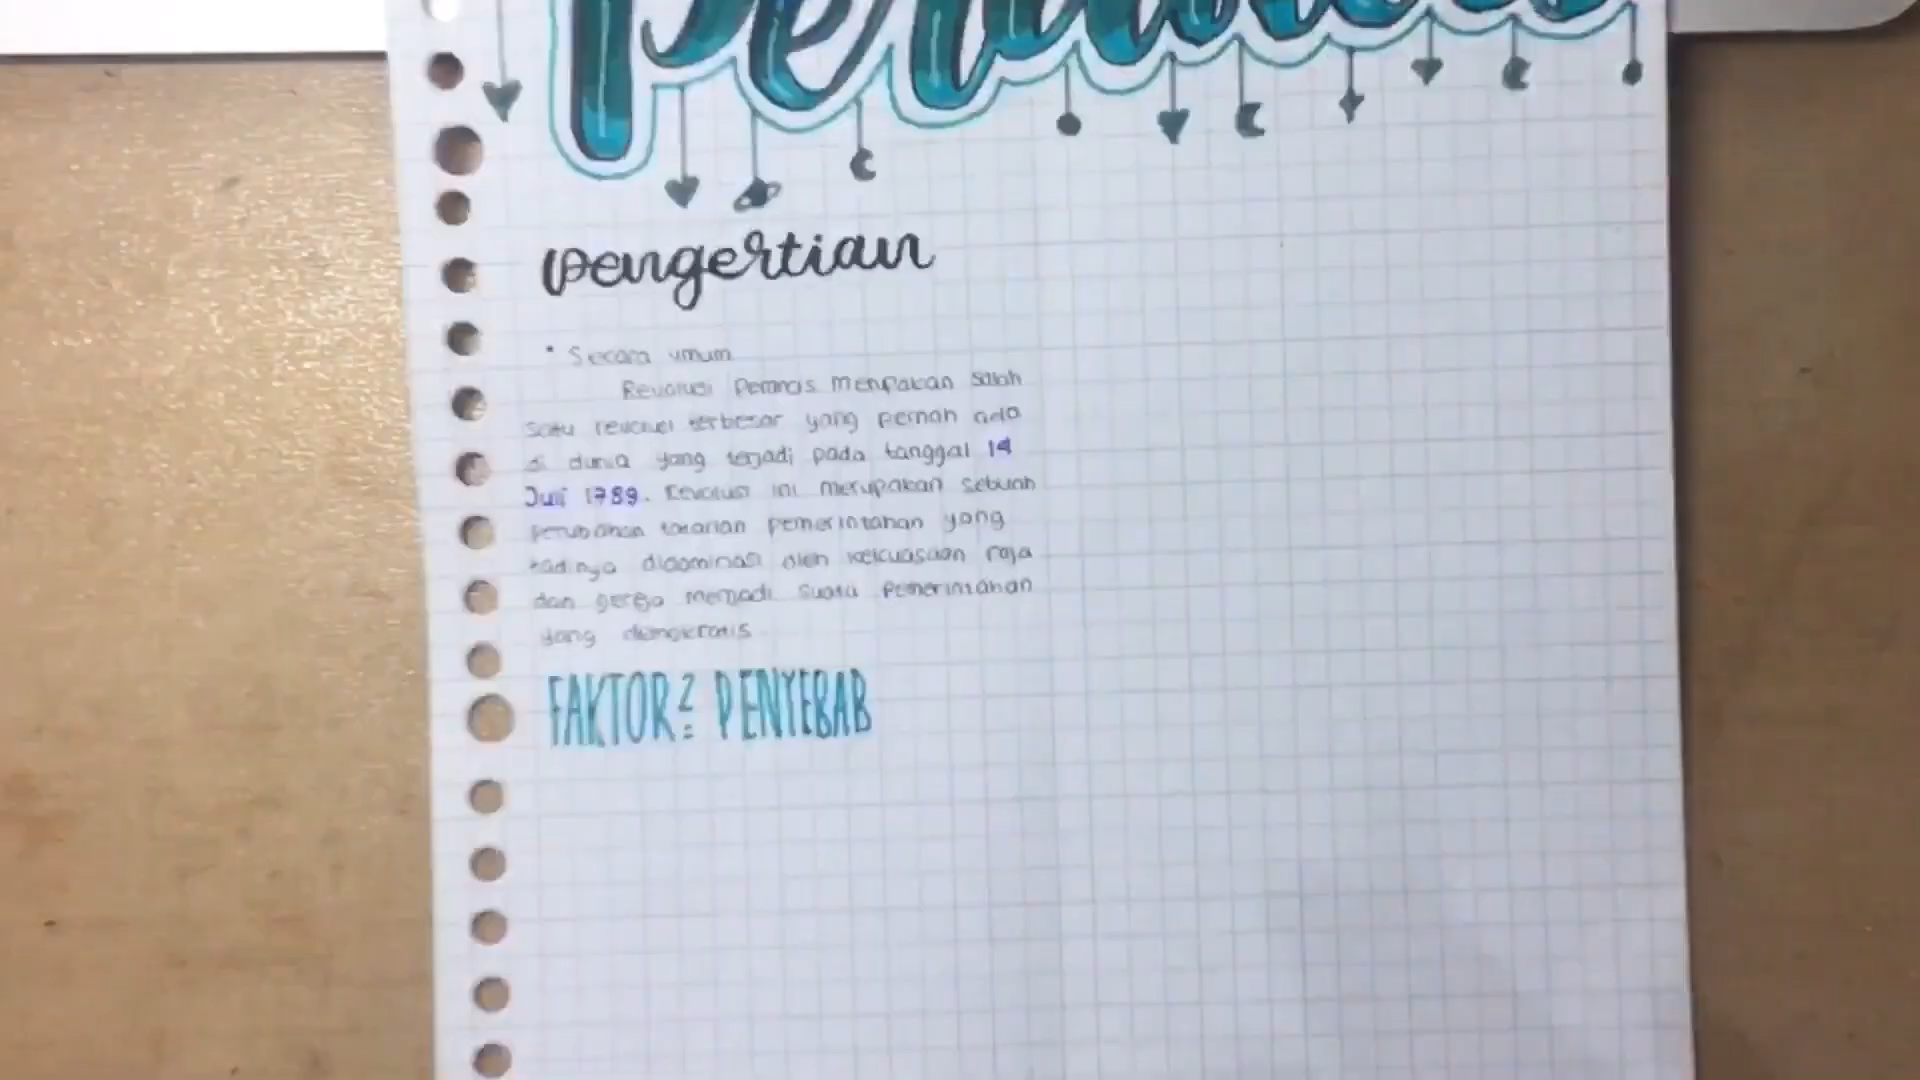 Perancis
pengertian
• Secara umum
Revolusi Perancis merupakan salah
satu revolusi terbesar yang pernah ada
di dunia yang terjadi pada tanggal 14
Juli 1789. Revolusi ini merupakan sebuah
perubahan tatanan pemerintahan yang
tadinya didominasi oleh kekuasaan raja
dan gereja menjadi suatu pemerintahan
yang demokratis
FAKTOR2 PENYEBAB